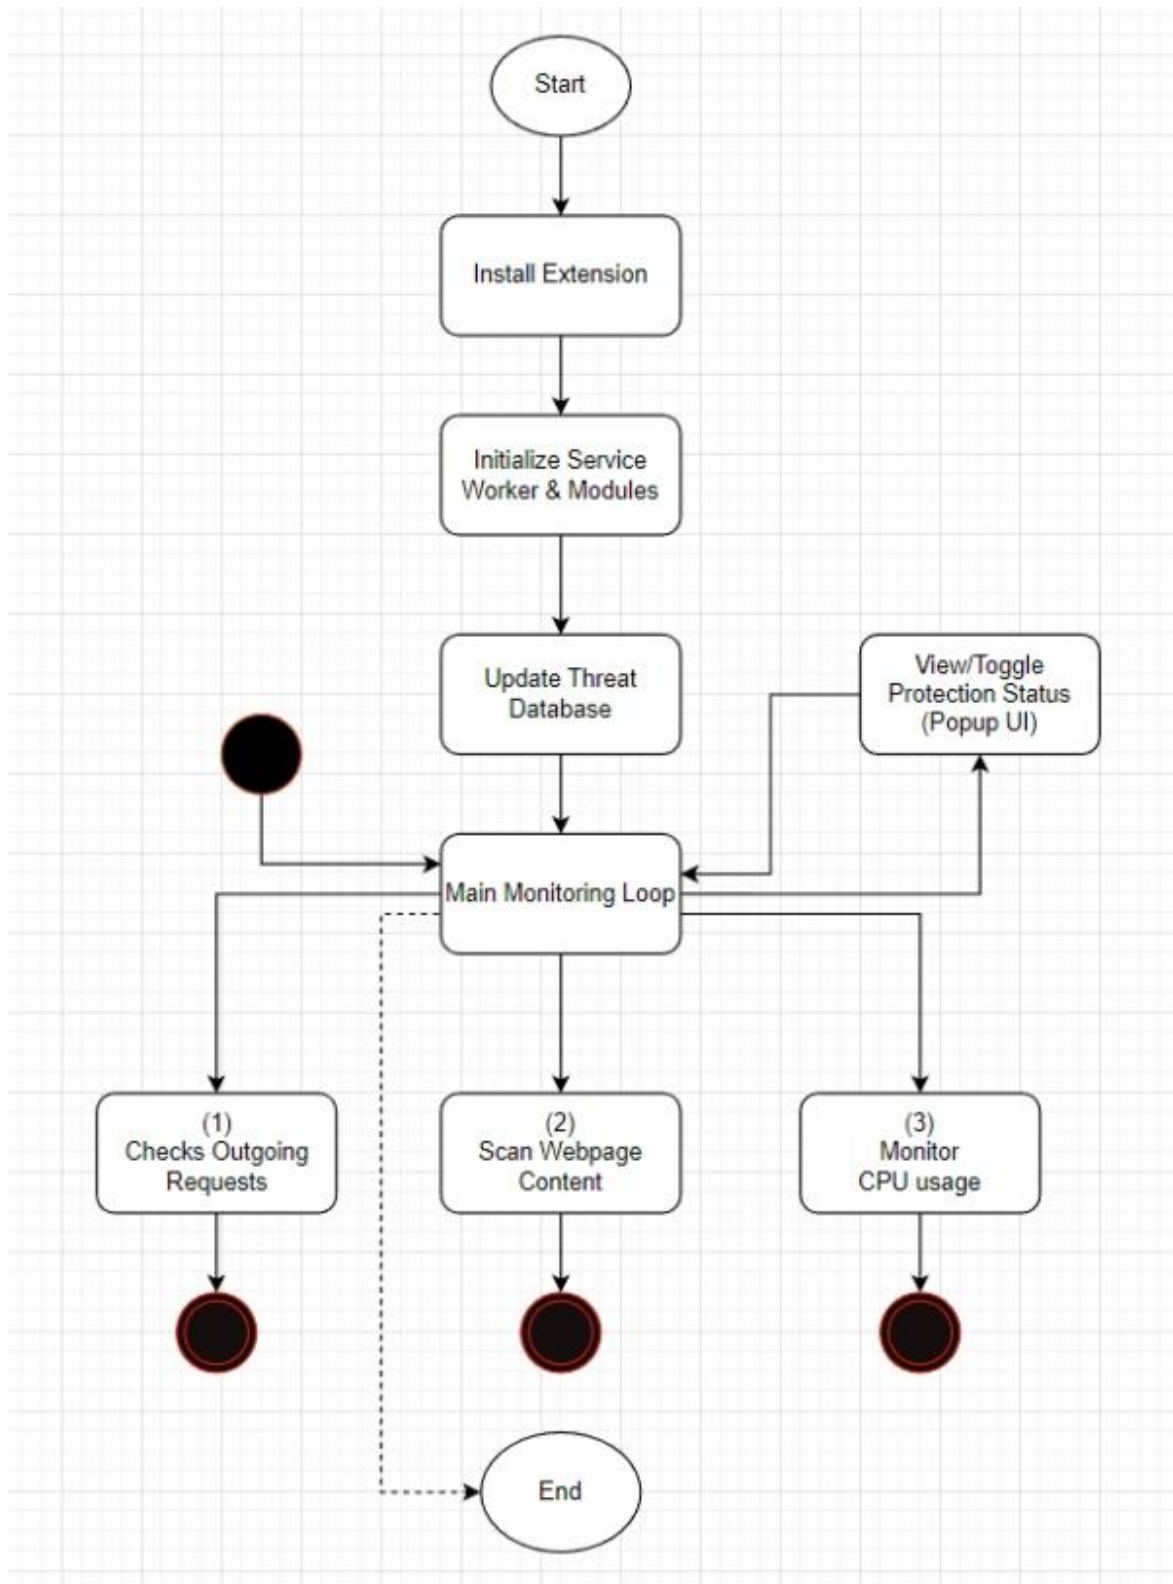 Start
Install Extension
Initialize Service
Worker & Modules
Update Threat
Database
View/Toggle
Protection Status
(Popup UI)
Main Monitoring Loop
(1)
Checks Outgoing
Requests
(2)
Scan Webpage
Content
(3)
Monitor
CPU usage
End